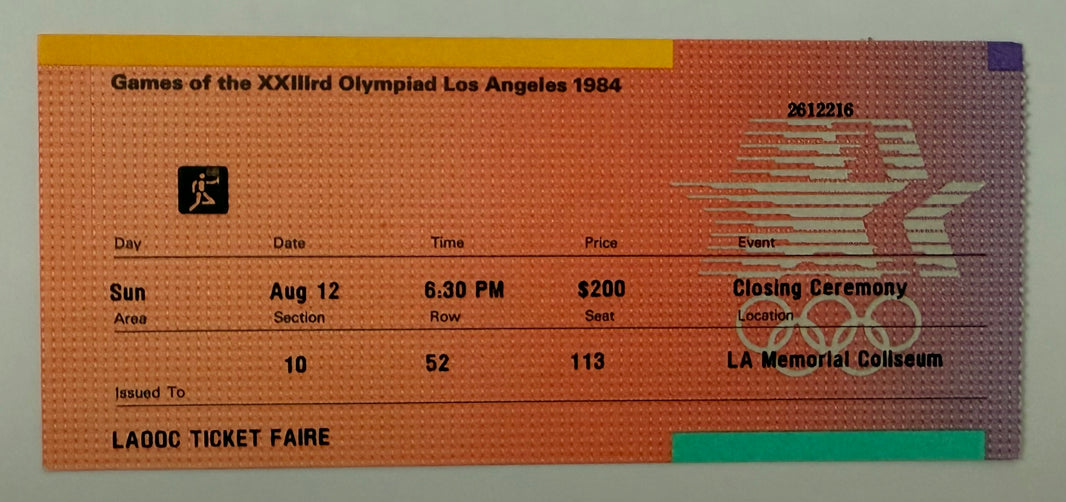 Games of the XXIIIrd Olympiad Los Angeles 1984
2612216
Day Date Time Price Event
Sun Aug 12 6:30 PM $200 Closing Ceremony
Area Section Row Seat Location
10 52 113 LA Memorial Coliseum
Issued To
LAOOC TICKET FAIRE